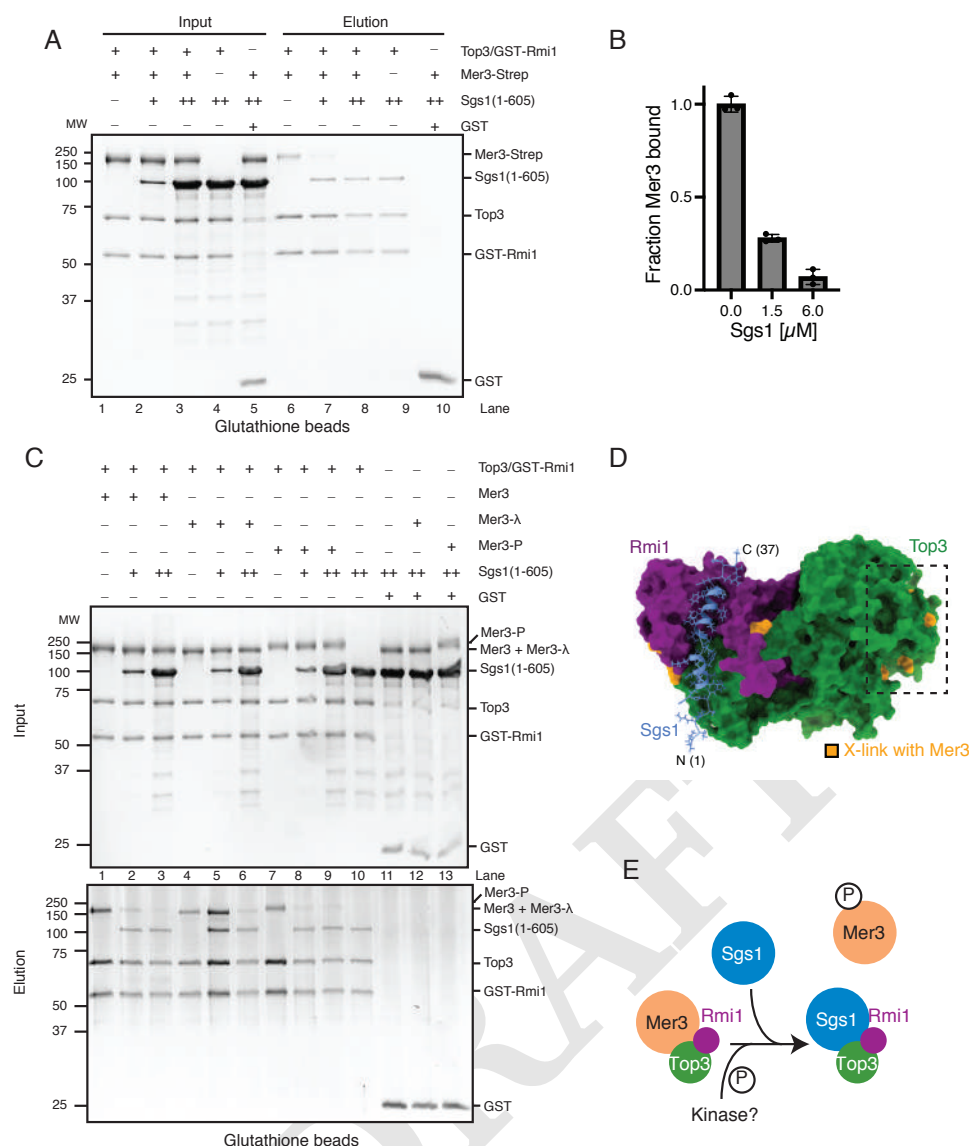 A
Input
Elution
+ + + + – + + + + – Top3/GST-Rmi1
+ + + – + + + + – + Mer3-Strep
– + ++ ++ ++ – + ++ ++ ++ Sgs1(1-605)
– – – – + – – – – + GST
MW
250
150
100
75
50
37
25
Mer3-Strep
Sgs1(1-605)
Top3
GST-Rmi1
GST
1 2 3 4 5 6 7 8 9 10 Lane
Glutathione beads
B
Fraction Mer3 bound
1.0
0.5
0.0
0.0 1.5 6.0
Sgs1 [µM]
C
+ + + + + + + + + + – – – Top3/GST-Rmi1
+ + + – – – – – – – – – – Mer3
– – – + + + – – – – – + – Mer3-λ
– – – – – – + + + – – – + Mer3-P
– + ++ – + ++ – + ++ ++ ++ ++ ++ Sgs1(1-605)
– – – – – – – – – – + + + GST
MW
250
150
100
75
50
37
25
Input
Mer3-P
Mer3 + Mer3-λ
Sgs1(1-605)
Top3
GST-Rmi1
GST
1 2 3 4 5 6 7 8 9 10 11 12 13 Lane
250
150
100
75
50
37
25
Elution
Mer3-P
Mer3 + Mer3-λ
Sgs1(1-605)
Top3
GST-Rmi1
GST
Glutathione beads
D
Rmi1
C (37)
Top3
Sgs1
N (1)
X-link with Mer3
E
P
Mer3
Sgs1
Mer3
Rmi1
Top3
Sgs1
Rmi1
Top3
P
Kinase?
DRAFT